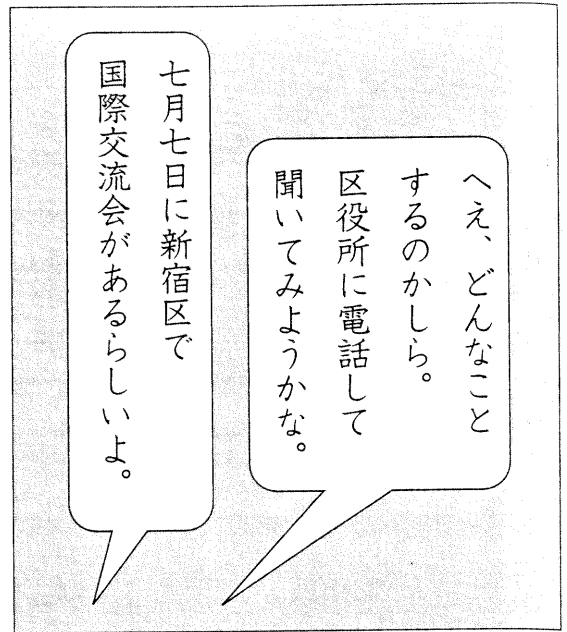 七月七日に新宿区で
国際交流会があるらしいよ。
へえ、どんなこと
するのかしら。
区役所に電話して
聞いてみようかな。